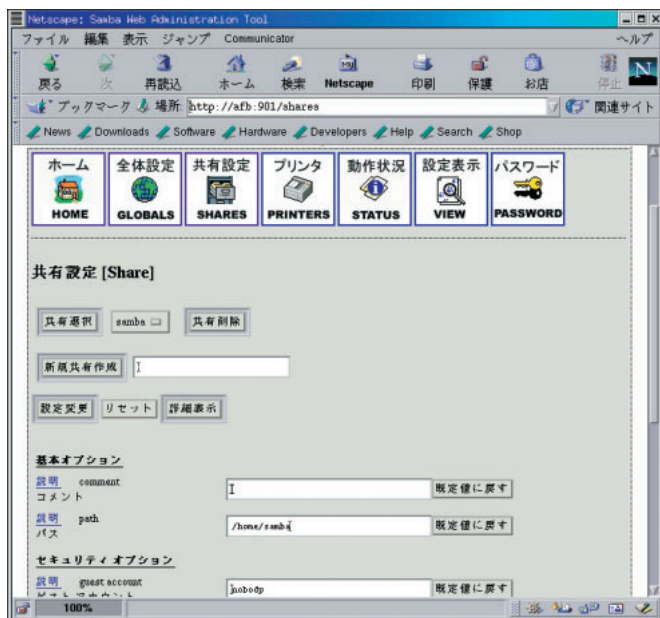 Netscape: Samba Web Administration Tool
ファイル 編集 表示 ジャンプ Communicator ヘルプ
戻る 次 再読込 ホーム 検索 Netscape 印刷 保護 お店 停止 N
ブックマーク 場所: http://afb:901/shares 関連サイト
News Downloads Software Hardware Developers Help Search Shop
ホーム 全体設定 共有設定 プリンタ 動作状況 設定表示 パスワード
HOME GLOBALS SHARES PRINTERS STATUS VIEW PASSWORD
共有設定 [Share]
共有選択 samba 共有削除
新規共有作成
設定変更 リセット 詳細表示
基本オプション
説明 comment
コメント 既定値に戻す
説明 path
パス /home/samba 既定値に戻す
セキュリティオプション
説明 guest account
ゲストアカウント nobody 既定値に戻す
100%